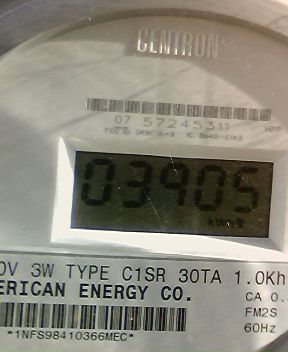 CENTRON®
07 57245311
03905
kWh
0V 3W TYPE C1SR 30TA 1.0Kh
ERICAN ENERGY CO.
CA 0.
FM2S
*1NFS98410366MEC*
60Hz